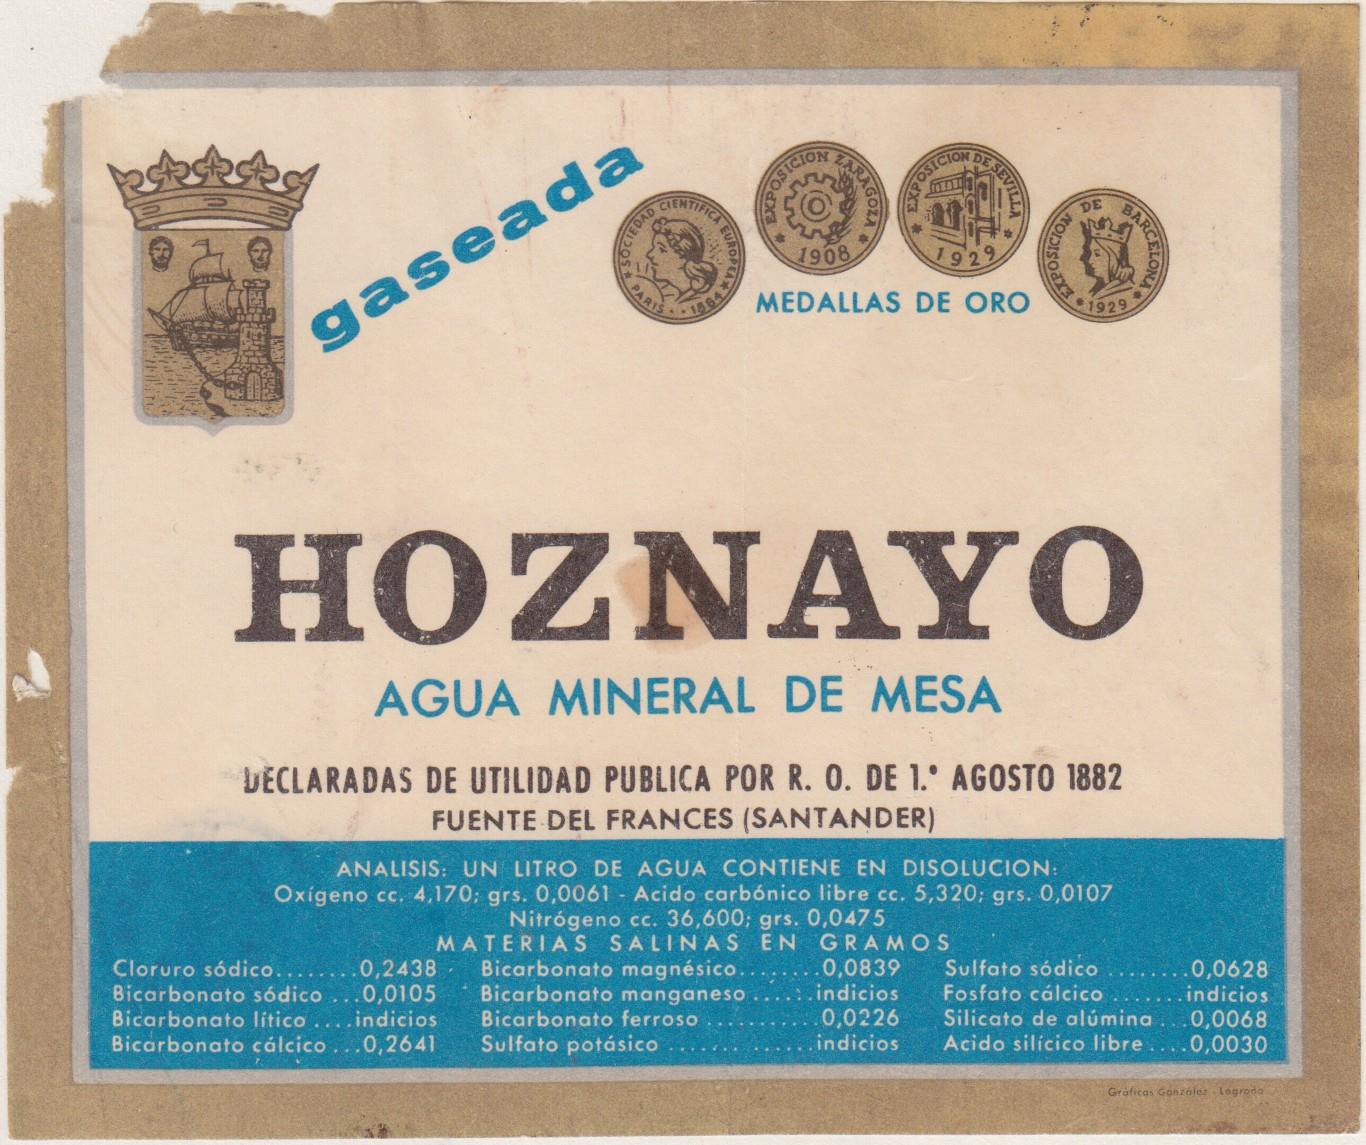 gaseada
SOCIEDAD CIENTIFICA EUROPEA
PARIS 1884
EXPOSICION ZARAGOZA
1908
EXPOSICION DE SEVILLA
1929
EXPOSICION DE BARCELONA
1929
MEDALLAS DE ORO
HOZNAYO
AGUA MINERAL DE MESA
DECLARADAS DE UTILIDAD PUBLICA POR R. O. DE 1.º AGOSTO 1882
FUENTE DEL FRANCES (SANTANDER)
ANALISIS: UN LITRO DE AGUA CONTIENE EN DISOLUCION:
Oxígeno cc. 4,170; grs. 0,0061 - Acido carbónico libre cc. 5,320; grs. 0,0107
Nitrógeno cc. 36,600; grs. 0,0475
MATERIAS SALINAS EN GRAMOS
Cloruro sódico........0,2438
Bicarbonato sódico ...0,0105
Bicarbonato lítico ....indicios
Bicarbonato cálcico ...0,2641
Bicarbonato magnésico........0,0839
Bicarbonato manganeso ......indicios
Bicarbonato ferroso ..........0,0226
Sulfato potásico ..............indicios
Sulfato sódico ........0,0628
Fosfato cálcico .......indicios
Silicato de alúmina ...0,0068
Acido silícico libre ....0,0030
Gráficas González - Logroño